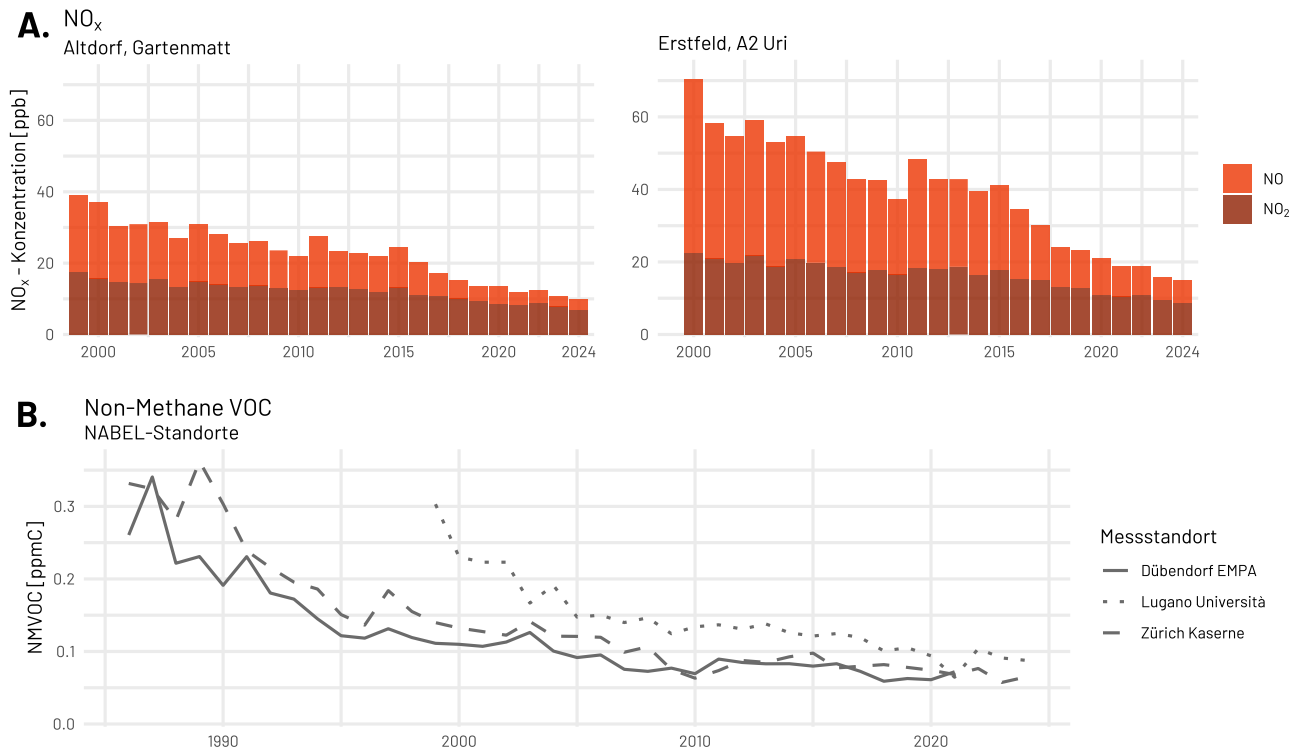 A.
NOₓ
Altdorf, Gartenmatt
Erstfeld, A2 Uri
NOₓ - Konzentration [ppb]
60
40
20
0
2000 2005 2010 2015 2020 2024
60
40
20
0
2000 2005 2010 2015 2020 2024
NO
NO₂
B.
Non-Methane VOC
NABEL-Standorte
NMVOC [ppmC]
0.3
0.2
0.1
0.0
1990 2000 2010 2020
Messstandort
Dübendorf EMPA
Lugano Università
Zürich Kaserne